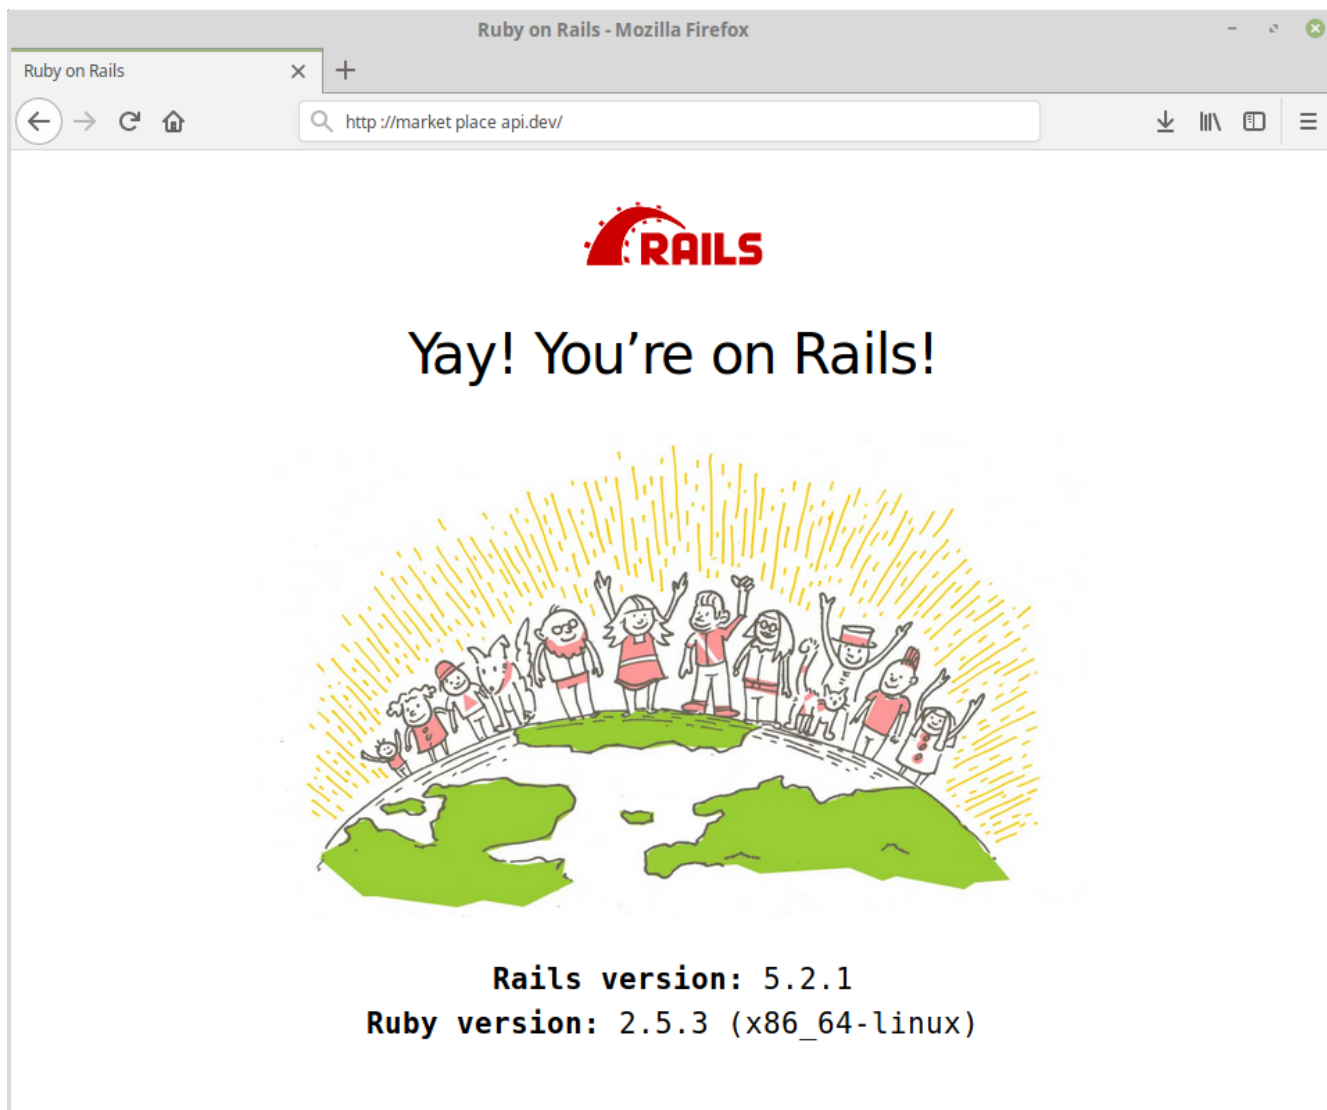 Ruby on Rails - Mozilla Firefox
Ruby on Rails
http ://market place api.dev/
RAILS
Yay! You’re on Rails!
Rails version: 5.2.1
Ruby version: 2.5.3 (x86_64-linux)